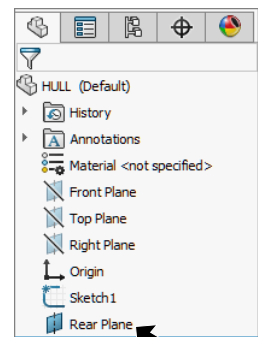 HULL (Default)
History
A Annotations
Material <not specified>
Front Plane
Top Plane
Right Plane
Origin
Sketch1
Rear Plane